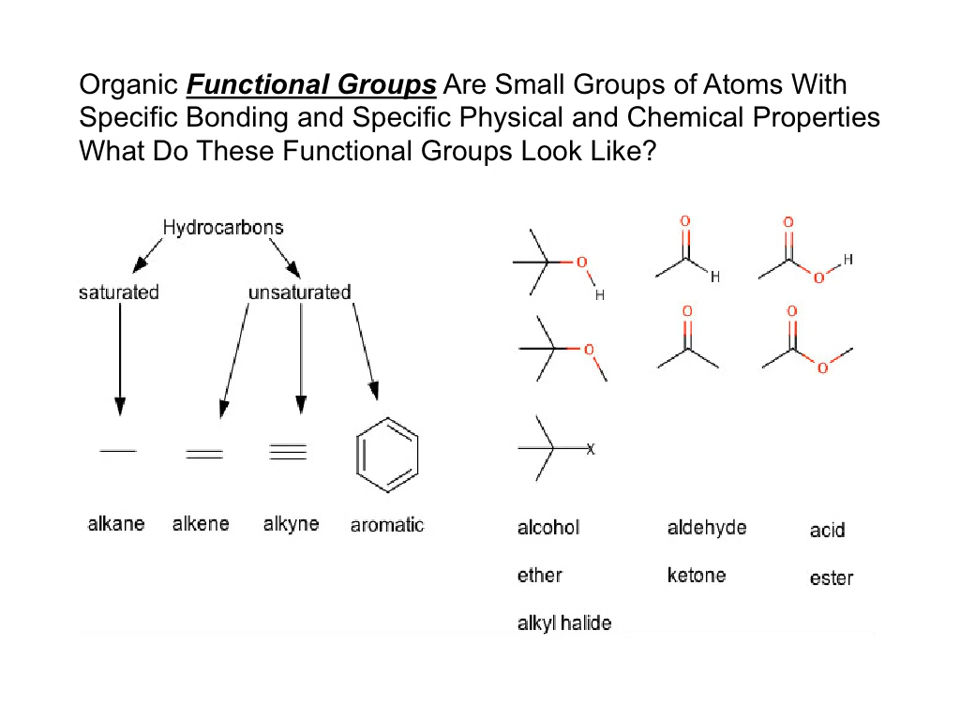 Organic Functional Groups Are Small Groups of Atoms With
Specific Bonding and Specific Physical and Chemical Properties
What Do These Functional Groups Look Like?
Hydrocarbons
saturated unsaturated
alkane alkene alkyne aromatic
O O
O H H
O H
O O
O O
X
alcohol aldehyde acid
ether ketone ester
alkyl halide